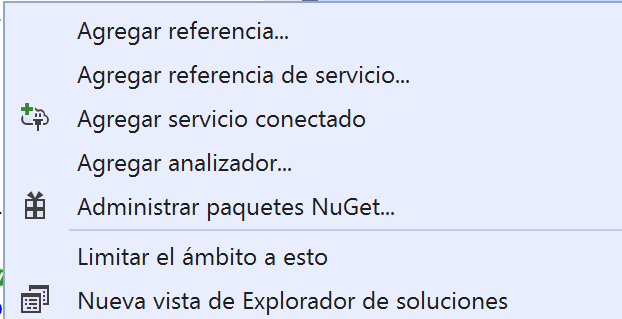 Agregar referencia...
Agregar referencia de servicio...
Agregar servicio conectado
Agregar analizador...
Administrar paquetes NuGet...
Limitar el ámbito a esto
Nueva vista de Explorador de soluciones